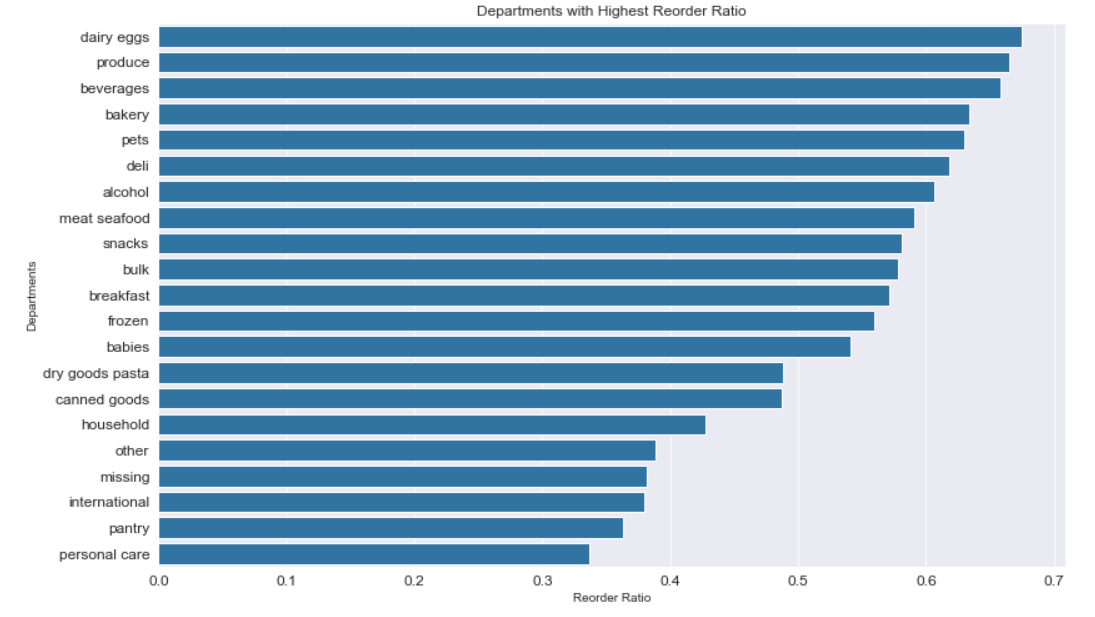 Departments with Highest Reorder Ratio
dairy eggs
produce
beverages
bakery
pets
deli
alcohol
meat seafood
snacks
bulk
breakfast
frozen
babies
dry goods pasta
canned goods
household
other
missing
international
pantry
personal care
Departments
0.0 0.1 0.2 0.3 0.4 0.5 0.6 0.7
Reorder Ratio